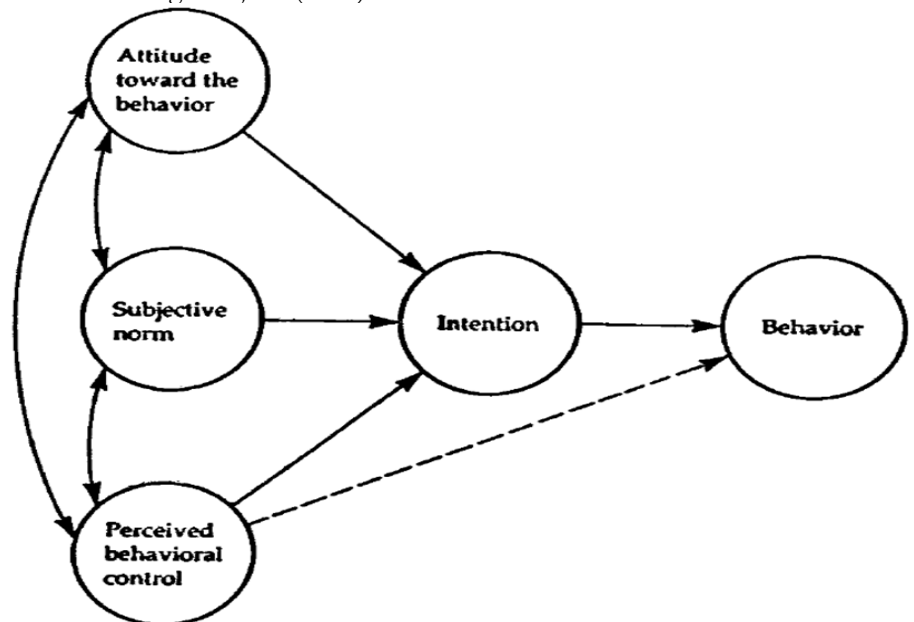 Attitude
toward the
behavior
Subjective
norm
Intention
Behavior
Perceived
behavioral
control